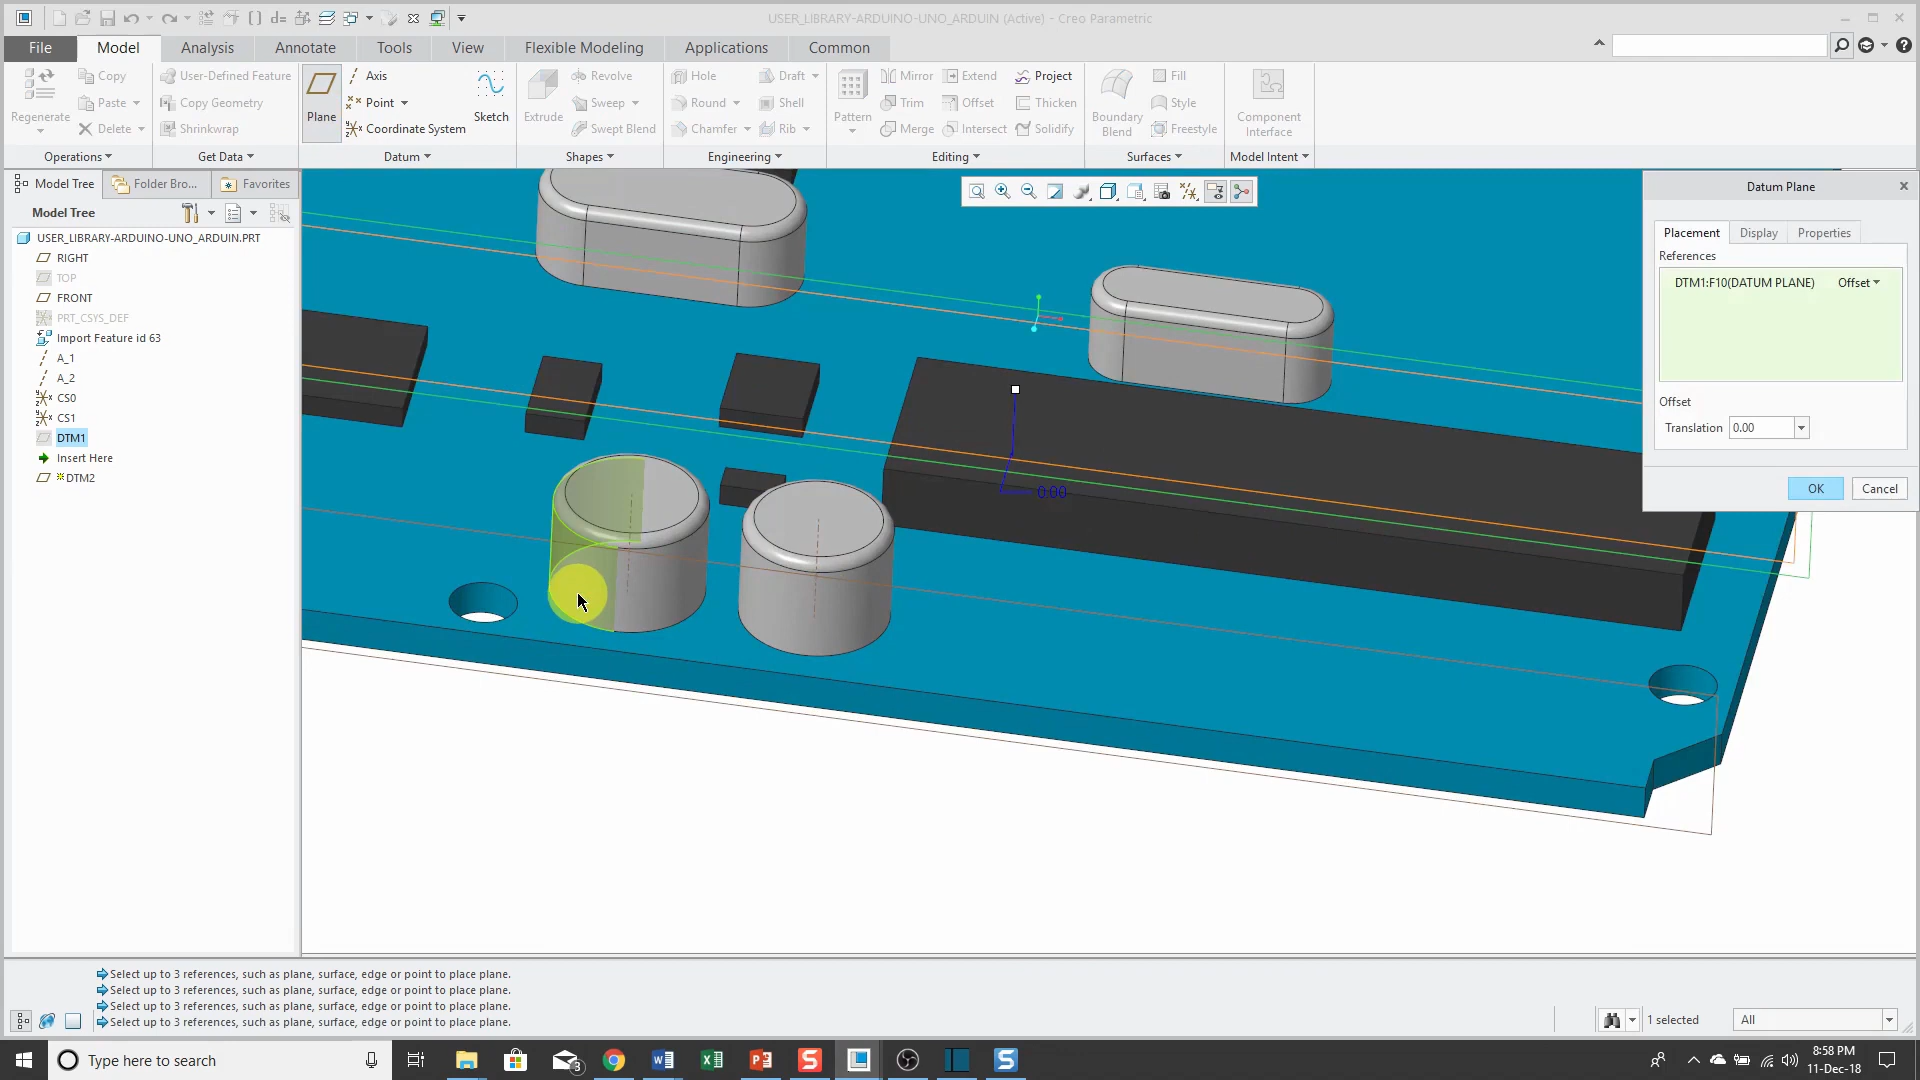 USER_LIBRARY-ARDUINO-UNO_ARDUIN (Active) - Creo Parametric
File Model Analysis Annotate Tools View Flexible Modeling Applications Common
Regenerate
Copy
Paste
Delete
Operations
User-Defined Feature
Copy Geometry
Shrinkwrap
Get Data
Plane
Axis
Point
Coordinate System
Sketch
Datum
Extrude
Revolve
Sweep
Swept Blend
Shapes
Hole
Round
Chamfer
Draft
Shell
Rib
Engineering
Pattern
Mirror
Trim
Merge
Extend
Offset
Intersect
Project
Thicken
Solidify
Editing
Boundary
Blend
Fill
Style
Freestyle
Surfaces
Component
Interface
Model Intent
Model Tree Folder Bro... Favorites
Model Tree
USER_LIBRARY-ARDUINO-UNO_ARDUIN.PRT
RIGHT
TOP
FRONT
PRT_CSYS_DEF
Import Feature id 63
A_1
A_2
CS0
CS1
DTM1
Insert Here
DTM2
0.00
Datum Plane
Placement Display Properties
References
DTM1:F10(DATUM PLANE) Offset
Offset
Translation 0.00
OK Cancel
Select up to 3 references, such as plane, surface, edge or point to place plane.
Select up to 3 references, such as plane, surface, edge or point to place plane.
Select up to 3 references, such as plane, surface, edge or point to place plane.
Select up to 3 references, such as plane, surface, edge or point to place plane.
1 selected All
Type here to search
3
8:58 PM
11-Dec-18